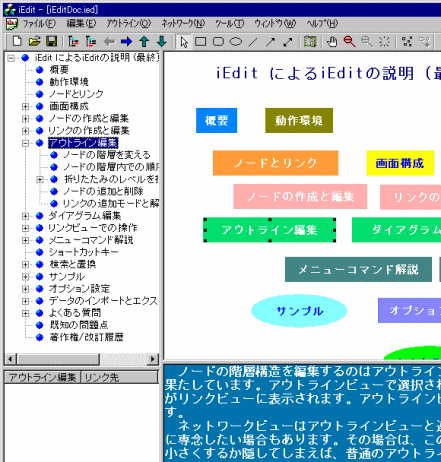 iEdit - [iEditDoc.ied]
ファイル(F) 編集(E) アウトライン(O) ネットワーク(N) ツール(T) ウィンドウ(W) ヘルプ(H)
iEdit によるiEditの説明 (最終
概要
動作環境
ノードとリンク
画面構成
ノードの作成と編集
リンクの作成と編集
アウトライン編集
ノードの階層を変える
ノードの階層内での順
折りたたみのレベルを
ノードの追加と削除
リンクの追加モードと解
ダイアグラム編集
リンクビューでの操作
メニューコマンド解説
ショートカットキー
検索と置換
サンプル
オプション設定
データのインポートとエクス
よくある質問
既知の問題点
著作権/改訂履歴
アウトライン編集 リンク先
iEdit によるiEditの説明 (
概要 動作環境
ノードとリンク 画面構成
ノードの作成と編集 リンクの
アウトライン編集 ダイアグラム
メニューコマンド解説
サンプル オプショ
ノードの階層構造を編集するのはアウトライン
果たしています。アウトラインビューで選択さ
がリンクビューに表示されます。アウトライン
す。
ネットワークビューはアウトラインビューと
に専念したい場合もあります。その場合は、こ
小さくするか隠してしまえば、普通のアウトラ